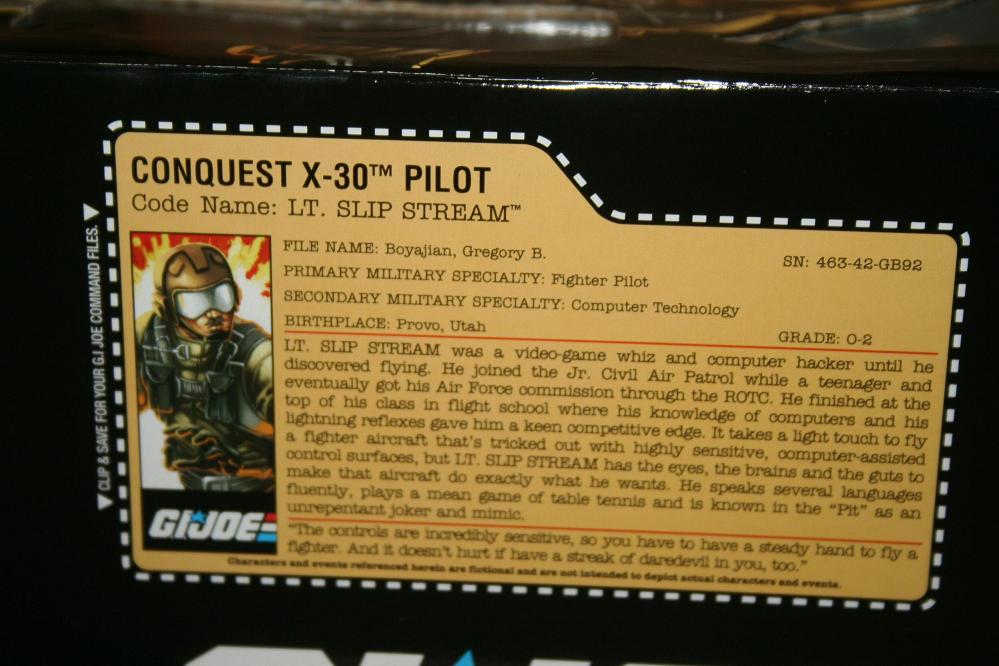 CONQUEST X-30™ PILOT
Code Name: LT. SLIP STREAM™
FILE NAME: Boyajian, Gregory B.
SN: 463-42-GB92
PRIMARY MILITARY SPECIALTY: Fighter Pilot
SECONDARY MILITARY SPECIALTY: Computer Technology
BIRTHPLACE: Provo, Utah
GRADE: O-2
LT. SLIP STREAM was a video-game whiz and computer hacker until he
discovered flying. He joined the Jr. Civil Air Patrol while a teenager and
eventually got his Air Force commission through the ROTC. He finished at the
top of his class in flight school where his knowledge of computers and his
lightning reflexes gave him a keen competitive edge. It takes a light touch to fly
a fighter aircraft that's tricked out with highly sensitive, computer-assisted
control surfaces, but LT. SLIP STREAM has the eyes, the brains and the guts to
make that aircraft do exactly what he wants. He speaks several languages
fluently, plays a mean game of table tennis and is known in the "Pit" as an
unrepentant joker and mimic.
"The controls are incredibly sensitive, so you have to have a steady hand to fly a
fighter. And it doesn't hurt if have a streak of daredevil in you, too."
Characters and events referenced herein are fictional and are not intended to depict actual characters and events.
G.I. JOE
CLIP & SAVE FOR YOUR G.I JOE COMMAND FILES.